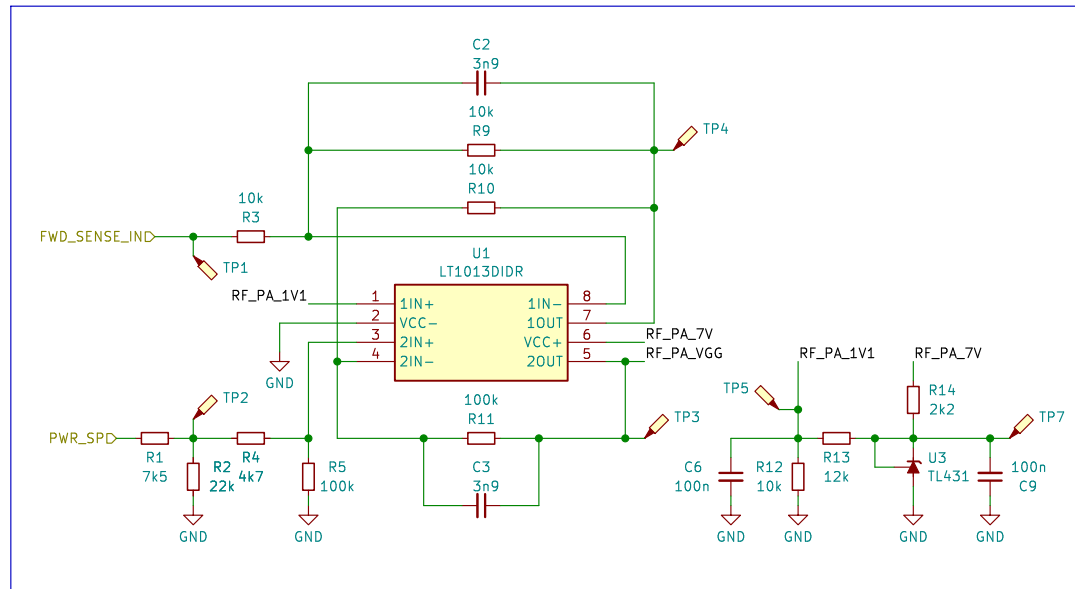 C2
3n9
10k
R9
TP4
10k
R10
10k
R3
FWD_SENSE_IN
TP1
U1
LT1013DIDR
RF_PA_1V1
1
1IN+
1IN-
8
2
VCC-
1OUT
7
3
2IN+
VCC+
6
RF_PA_7V
4
2IN-
2OUT
5
RF_PA_VGG
GND
RF_PA_1V1
RF_PA_7V
TP5
R14
2k2
TP2
100k
R11
TP3
TP7
PWR_SP
R1
7k5
R2
22k
R4
4k7
R5
100k
C3
3n9
C6
100n
R12
10k
R13
12k
U3
TL431
100n
C9
GND
GND
GND
GND
GND
GND